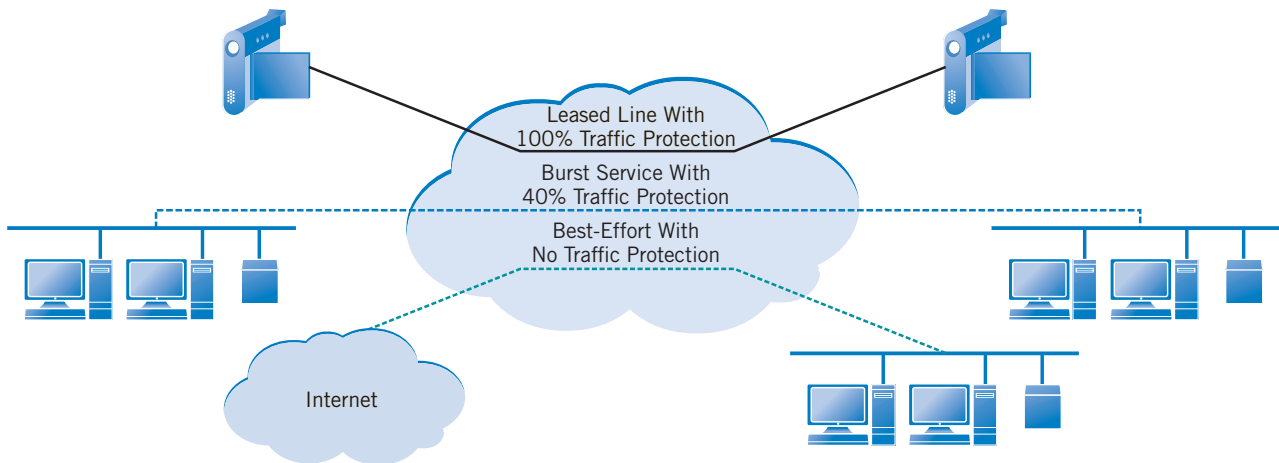 Leased Line With
100% Traffic Protection
Burst Service With
40% Traffic Protection
Best-Effort With
No Traffic Protection
Internet